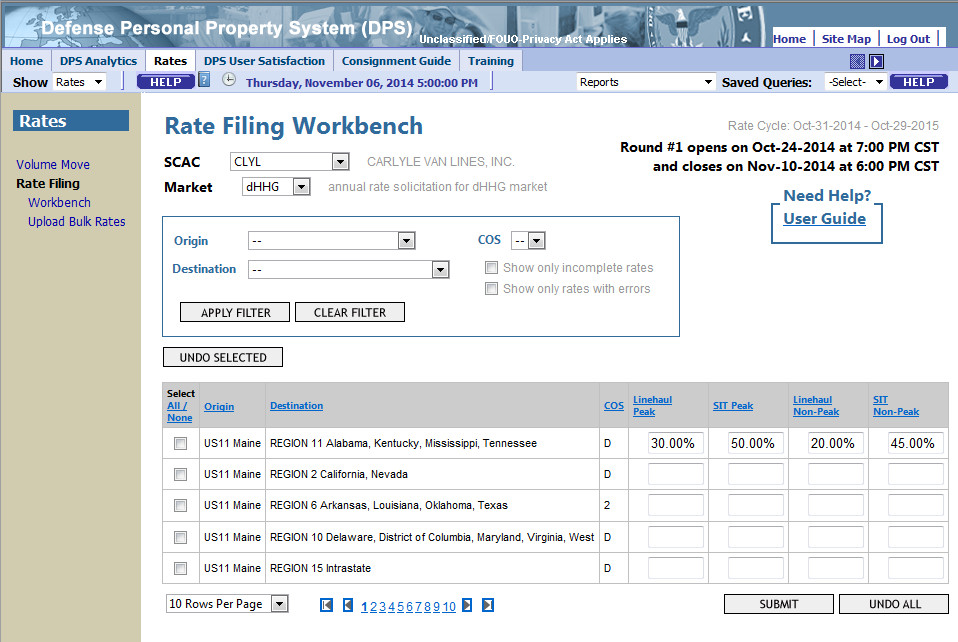 Defense Personal Property System (DPS) Unclassified/FOUO-Privacy Act Applies
Home Site Map Log Out
Home DPS Analytics Rates DPS User Satisfaction Consignment Guide Training
Show Rates HELP ? Thursday, November 06, 2014 5:00:00 PM Reports Saved Queries: -Select- HELP
Rates
Volume Move
Rate Filing
Workbench
Upload Bulk Rates
Rate Filing Workbench
Rate Cycle: Oct-31-2014 - Oct-29-2015
Round #1 opens on Oct-24-2014 at 7:00 PM CST
and closes on Nov-10-2014 at 6:00 PM CST
SCAC CLYL CARLYLE VAN LINES, INC.
Market dHHG annual rate solicitation for dHHG market
Need Help?
User Guide
Origin -- COS --
Destination -- Show only incomplete rates
Show only rates with errors
APPLY FILTER CLEAR FILTER
UNDO SELECTED
Select All / None Origin Destination COS Linehaul Peak SIT Peak Linehaul Non-Peak SIT Non-Peak
US11 Maine REGION 11 Alabama, Kentucky, Mississippi, Tennessee D 30.00% 50.00% 20.00% 45.00%
US11 Maine REGION 2 California, Nevada D
US11 Maine REGION 6 Arkansas, Louisiana, Oklahoma, Texas 2
US11 Maine REGION 10 Delaware, District of Columbia, Maryland, Virginia, West D
US11 Maine REGION 15 Intrastate D
10 Rows Per Page 1 2 3 4 5 6 7 8 9 10 SUBMIT UNDO ALL